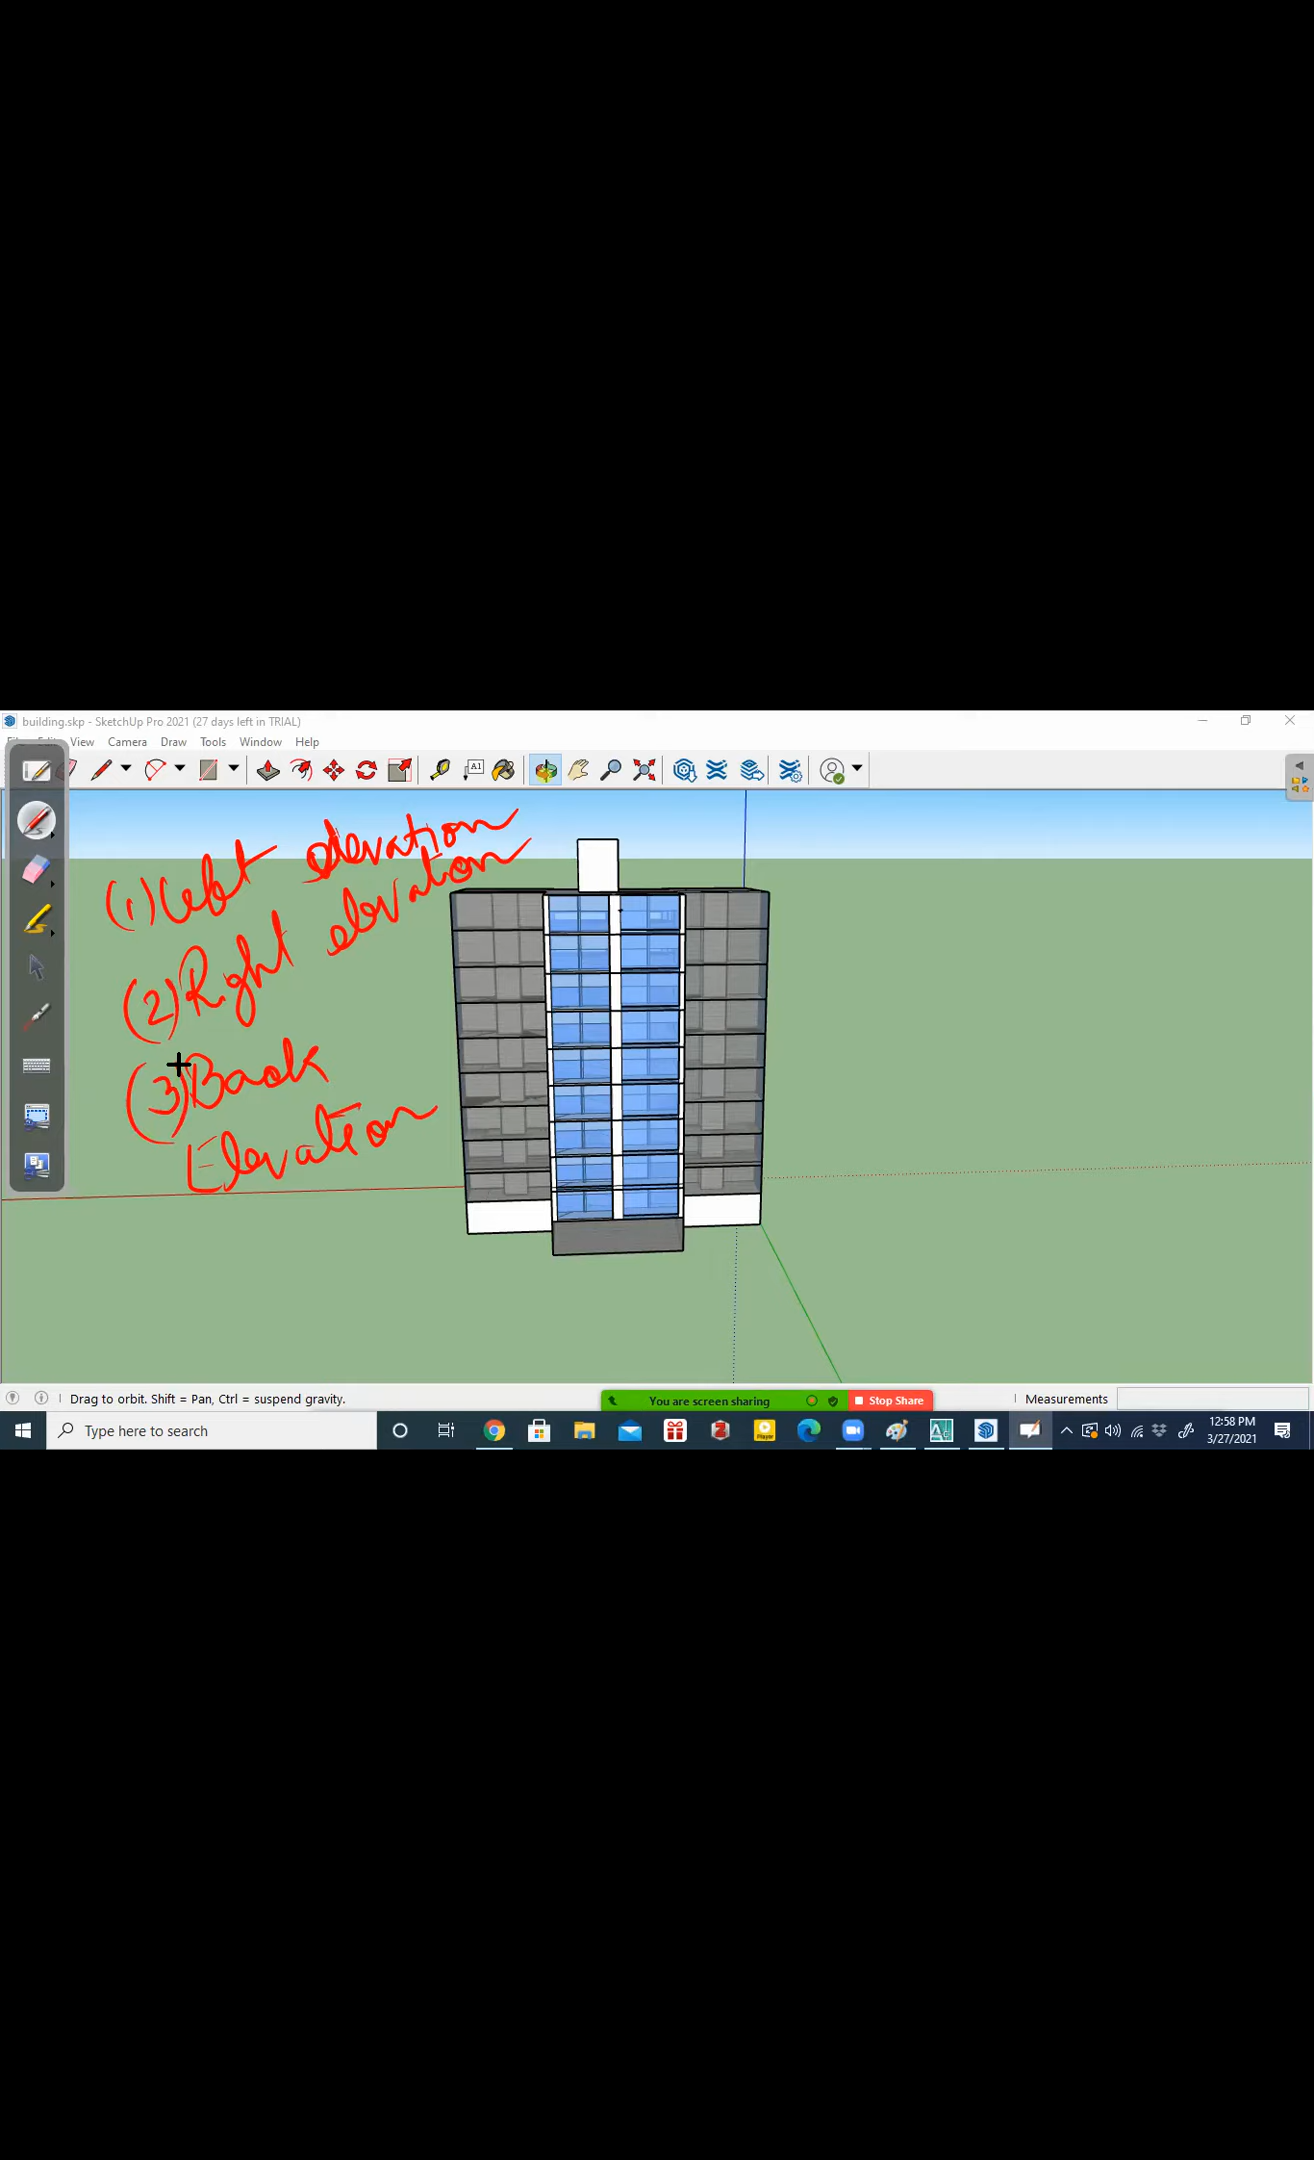 building.skp - SketchUp Pro 2021 (27 days left in TRIAL)
View Camera Draw Tools Window Help
A1
(1) Left elevation
(2) Right elevation
(3) Back
Elevation
Drag to orbit. Shift = Pan, Ctrl = suspend gravity.
You are screen sharing Stop Share
Measurements
Type here to search
Player
12:58 PM
3/27/2021